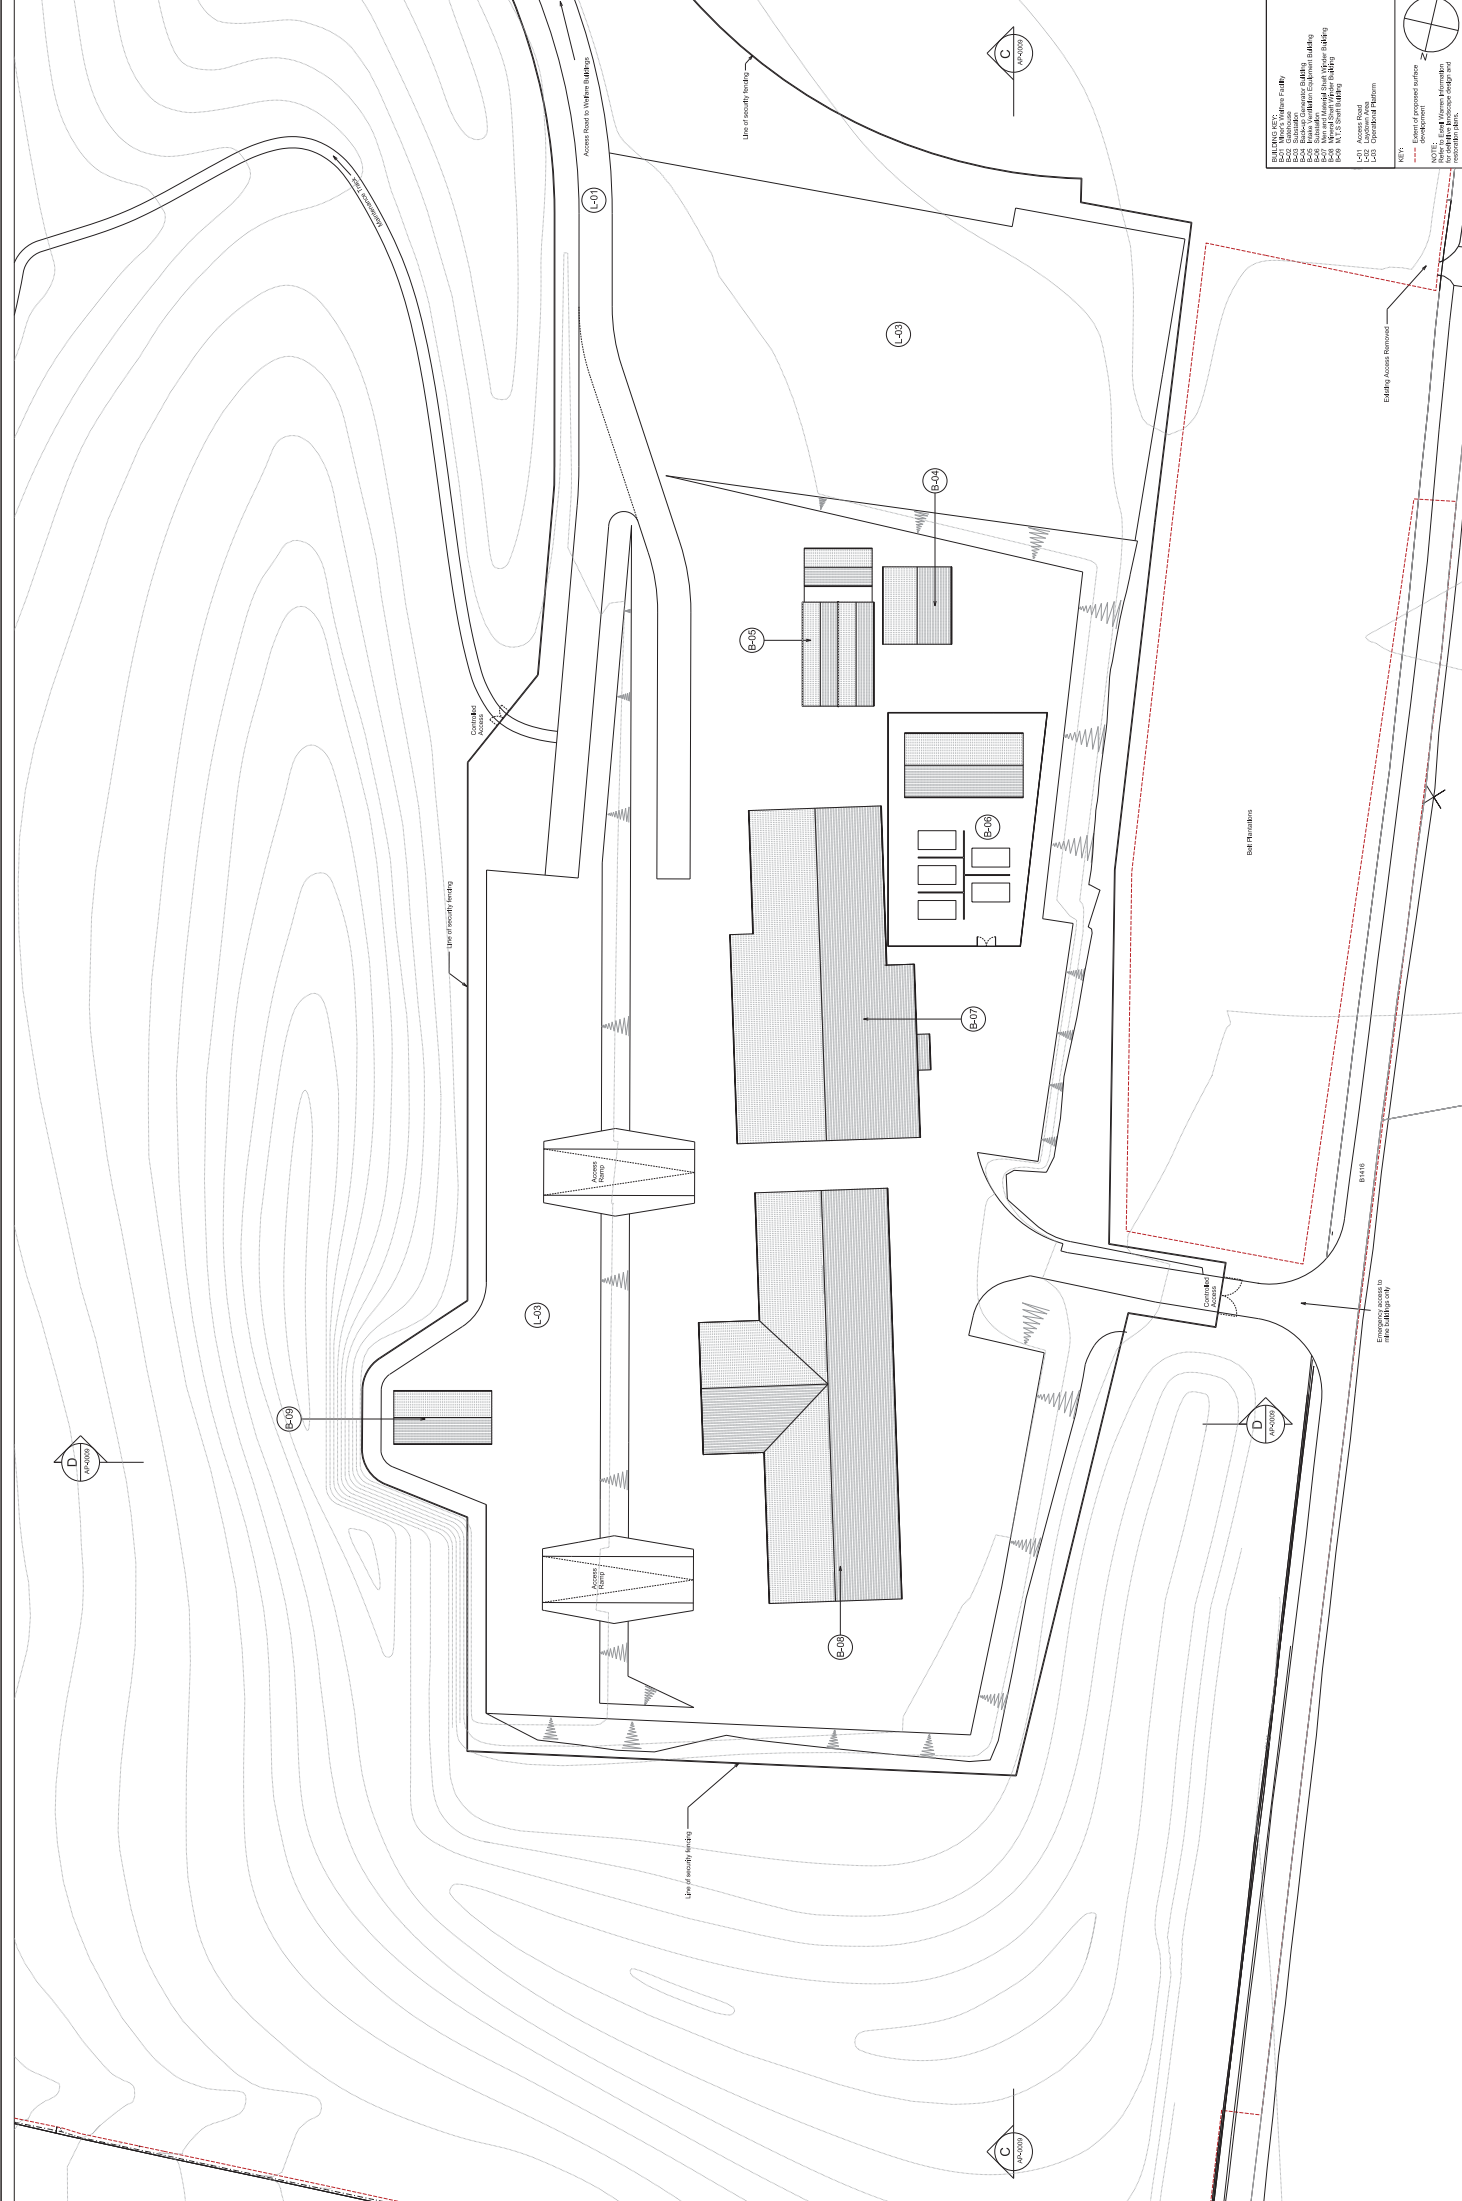 BUILDING KEY:
B-01 Miner's Welfare Facility
B-02 Gatehouse
B-03 Substation
B-04 Back-up Generator Building
B-05 Intake Ventilation Equipment Building
B-06 Substation
B-07 Men and Material Shaft Winder Building
B-08 Mineral Shaft Winder Building
B-09 M.T.S Shaft Building
L-01 Access Road
L-02 Laydown Area
L-03 Operational Platform
KEY:
Extent of proposed surface
development
NOTE:
Refer to Estell Warren Information
for definitive landscape design and
restoration plans.
N
C
AP-0009
Line of security fencing
Access Road to Welfare Buildings
Maintenance Track
L-01
L-03
Existing Access Removed
B-04
B-05
Controlled
Access
B-06
Belt Plantations
Line of security fencing
B-07
Access
Ramp
B1416
L-03
Controlled
Access
Emergency access to
mine buildings only
B-09
D
AP-0009
D
AP-0009
Access
Ramp
B-08
Line of security fencing
C
AP-0009